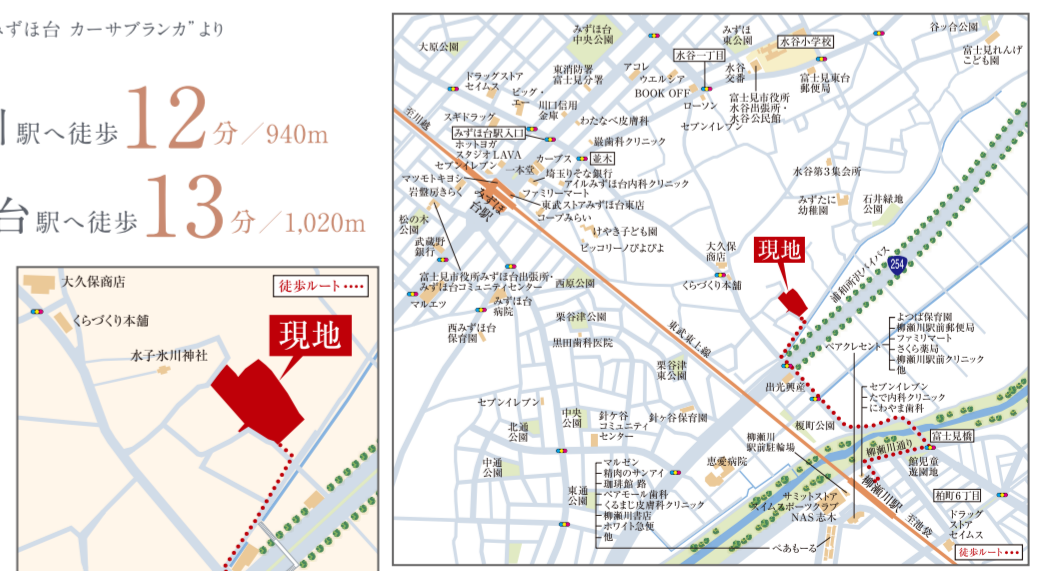 みずほ台 カーサブランカ”より
駅へ徒歩12分／940m
台駅へ徒歩13分／1,020m
大久保商店
くらづくり本舗
水子氷川神社
徒歩ルート
現地
大原公園
みずほ台
中央公園
みずほ
東公園
水谷小学校
谷ッ合公園
富士見れんげ
こども園
水谷一丁目
水谷
交番
富士見東台
郵便局
東消防署
富士見分署
アコレ
ウエルシア
BOOK OFF
ドラッグストア
セイムス
ビッグ・
エー
川口信用
金庫
ローソン
富士見市役所
水谷出張所・
水谷公民館
セブンイレブン
至川越
スギドラッグ
わたなべ皮膚科
みずほ台駅入口
巖歯科クリニック
ホットヨガ
スタジオLAVA
カーブス
並木
セブンイレブン
一本堂
埼玉りそな銀行
アイルみずほ台内科クリニック
マツモトキヨシ
岩盤房きらく
みずほ
台駅
ファミリーマート
東武ストアみずほ台東店
コープみらい
けやき子ども園
ピッコリーノぴよぴよ
水谷第3集会所
みずたに
幼稚園
石井緑地
公園
松の木
公園
武蔵野
銀行
大久保
商店
現地
浦和所沢バイパス
254
くらづくり本舗
富士見市役所みずほ台出張所・
みずほ台コミュニティセンター
西原公園
マルエツ
みずほ台
病院
西みずほ台
保育園
栗谷津公園
黒田歯科医院
東武東上線
栗谷津
東公園
ペアクレセント
よつば保育園
柳瀬川駅前郵便局
ファミリーマート
さくら薬局
柳瀬川駅前クリニック
他
出光興産
セブンイレブン
たで内科クリニック
にわやま歯科
セブンイレブン
北通
公園
中央
公園
針ケ谷
コミュニティ
センター
針ヶ谷保育園
榎町公園
柳瀬川
駅前駐輪場
柳瀬川通り
富士見橋
館児童
遊園地
中通
公園
東通
公園
マルゼン
精肉のサンアイ
珈琲館 路
ペアモール歯科
くるまじ皮膚科クリニック
柳瀬川書店
ホワイト急便
他
恵愛病院
サミットストア
スイム&スポーツクラブ
NAS志木
柳瀬川駅
至池袋
柏町6丁目
ドラッグ
ストア
セイムス
ぺあもーる
徒歩ルート